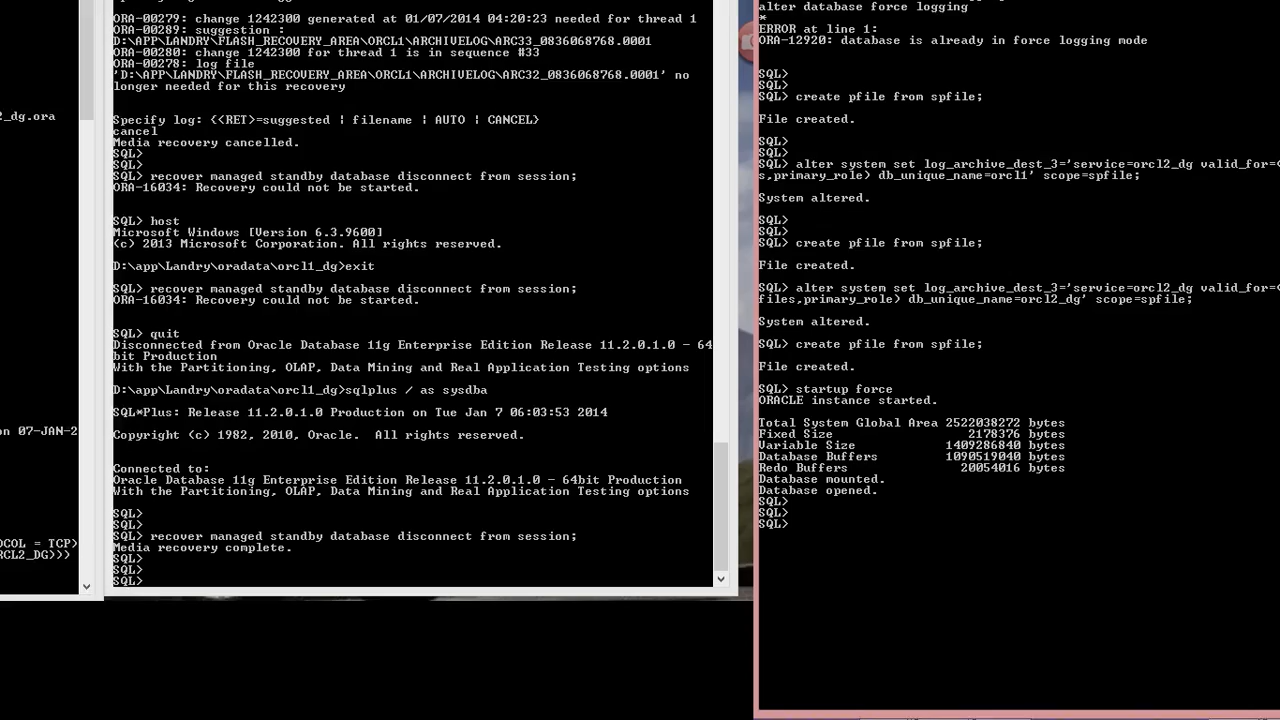 2_dg.ora
on 07-JAN-2
OCOL = TCP)
RCL2_DG)))
ORA-00279: change 1242300 generated at 01/07/2014 04:20:23 needed for thread 1
ORA-00289: suggestion :
D:\APP\LANDRY\FLASH_RECOVERY_AREA\ORCL1\ARCHIVELOG\ARC33_0836068768.0001
ORA-00280: change 1242300 for thread 1 is in sequence #33
ORA-00278: log file
'D:\APP\LANDRY\FLASH_RECOVERY_AREA\ORCL1\ARCHIVELOG\ARC32_0836068768.0001' no
longer needed for this recovery
Specify log: {<RET>=suggested | filename | AUTO | CANCEL}
cancel
Media recovery cancelled.
SQL>
SQL>
SQL> recover managed standby database disconnect from session;
ORA-16034: Recovery could not be started.
SQL> host
Microsoft Windows [Version 6.3.9600]
(c) 2013 Microsoft Corporation. All rights reserved.
D:\app\Landry\oradata\orcl1_dg>exit
SQL> recover managed standby database disconnect from session;
ORA-16034: Recovery could not be started.
SQL> quit
Disconnected from Oracle Database 11g Enterprise Edition Release 11.2.0.1.0 - 64
bit Production
With the Partitioning, OLAP, Data Mining and Real Application Testing options
D:\app\Landry\oradata\orcl1_dg>sqlplus / as sysdba
SQL*Plus: Release 11.2.0.1.0 Production on Tue Jan 7 06:03:53 2014
Copyright (c) 1982, 2010, Oracle.  All rights reserved.
Connected to:
Oracle Database 11g Enterprise Edition Release 11.2.0.1.0 - 64bit Production
With the Partitioning, OLAP, Data Mining and Real Application Testing options
SQL>
SQL>
SQL> recover managed standby database disconnect from session;
Media recovery complete.
SQL>
SQL>
SQL>
alter database force logging
*
ERROR at line 1:
ORA-12920: database is already in force logging mode
SQL>
SQL>
SQL> create pfile from spfile;
File created.
SQL>
SQL>
SQL> alter system set log_archive_dest_3='service=orcl2_dg valid_for=<
s,primary_role) db_unique_name=orcl1' scope=spfile;
System altered.
SQL>
SQL>
SQL> create pfile from spfile;
File created.
SQL> alter system set log_archive_dest_3='service=orcl2_dg valid_for=<
files,primary_role) db_unique_name=orcl2_dg' scope=spfile;
System altered.
SQL> create pfile from spfile;
File created.
SQL> startup force
ORACLE instance started.
Total System Global Area 2522038272 bytes
Fixed Size 2178376 bytes
Variable Size 1409286840 bytes
Database Buffers 1090519040 bytes
Redo Buffers 20054016 bytes
Database mounted.
Database opened.
SQL>
SQL>
SQL>